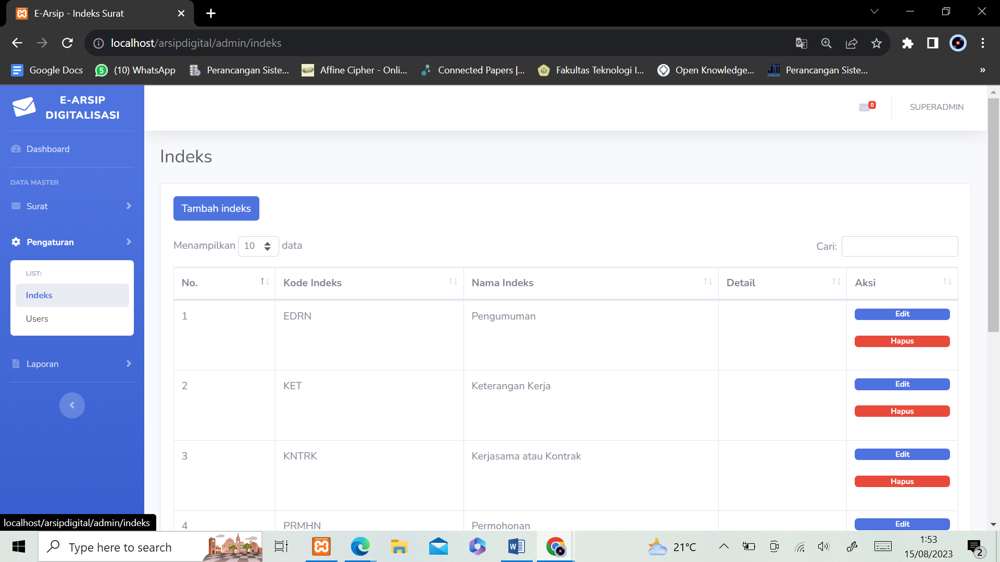 E-Arsip - Indeks Surat
localhost/arsipdigital/admin/indeks
Google Docs
5
(10) WhatsApp
Perancangan Siste...
Affine Cipher - Onli...
Connected Papers |...
Fakultas Teknologi I...
Open Knowledge...
Perancangan Siste...
»
E-ARSIP
DIGITALISASI
0
SUPERADMIN
Dashboard
DATA MASTER
Surat
Pengaturan
LIST:
Indeks
Users
Laporan
Indeks
Tambah indeks
Menampilkan 10 data
Cari:
No. Kode Indeks Nama Indeks Detail Aksi
1 EDRN Pengumuman Edit
Hapus
2 KET Keterangan Kerja Edit
Hapus
3 KNTRK Kerjasama atau Kontrak Edit
Hapus
4 PRMHN Permohonan Edit
localhost/arsipdigital/admin/indeks
Type here to search
21°C
1:53
15/08/2023
2